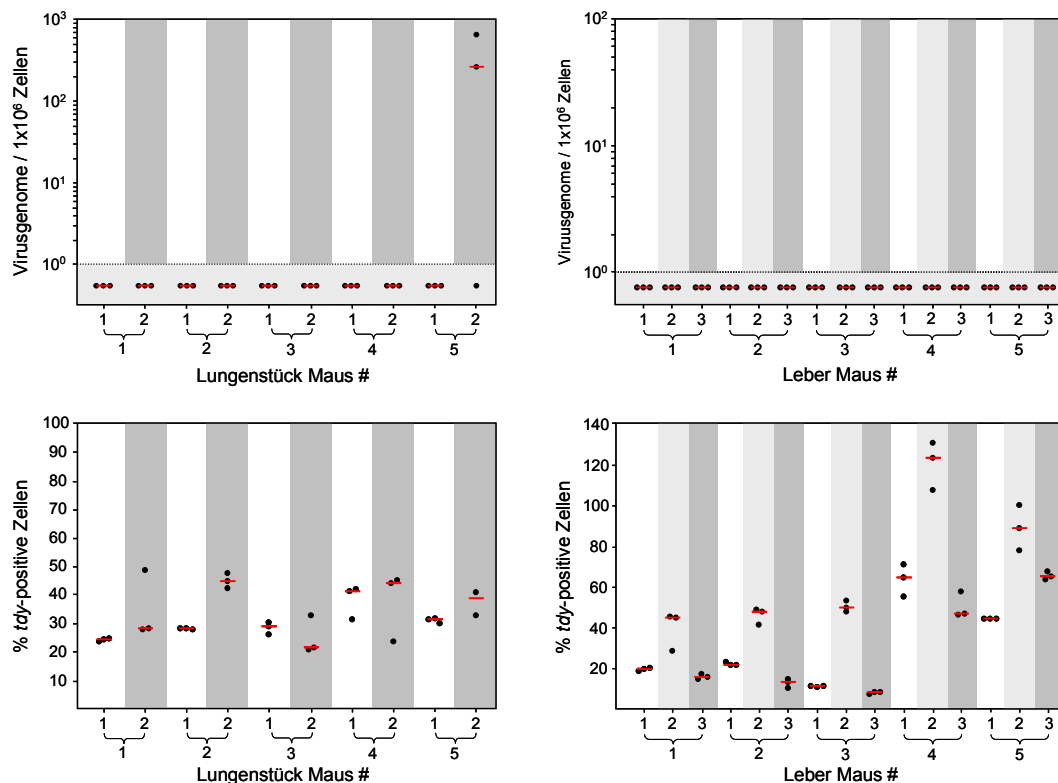 Virusgenome / 1x10⁶ Zellen
10³
10²
10¹
10⁰
1 2 1 2 1 2 1 2 1 2
1 2 3 4 5
Lungenstück Maus #
Viruusgenome / 1x10⁶ Zellen
10²
10¹
10⁰
1 2 3 1 2 3 1 2 3 1 2 3 1 2 3
1 2 3 4 5
Leber Maus #
% tdy-positive Zellen
100
90
80
70
60
50
40
30
20
10
1 2 1 2 1 2 1 2 1 2
1 2 3 4 5
Lungenstück Maus #
% tdy-positive Zellen
140
120
100
80
60
40
20
1 2 3 1 2 3 1 2 3 1 2 3 1 2 3
1 2 3 4 5
Leber Maus #